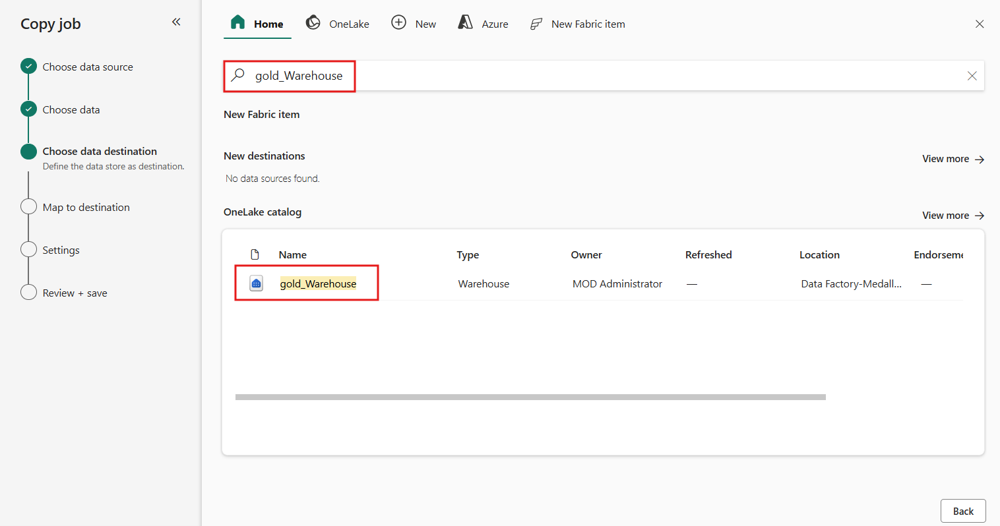 Copy job
Choose data source
Choose data
Choose data destination
Define the data store as destination.
Map to destination
Settings
Review + save
Home OneLake New Azure New Fabric item
gold_Warehouse
New Fabric item
New destinations View more
No data sources found.
OneLake catalog View more
Name Type Owner Refreshed Location Endorseme
gold_Warehouse Warehouse MOD Administrator — Data Factory-Medall... —
Back